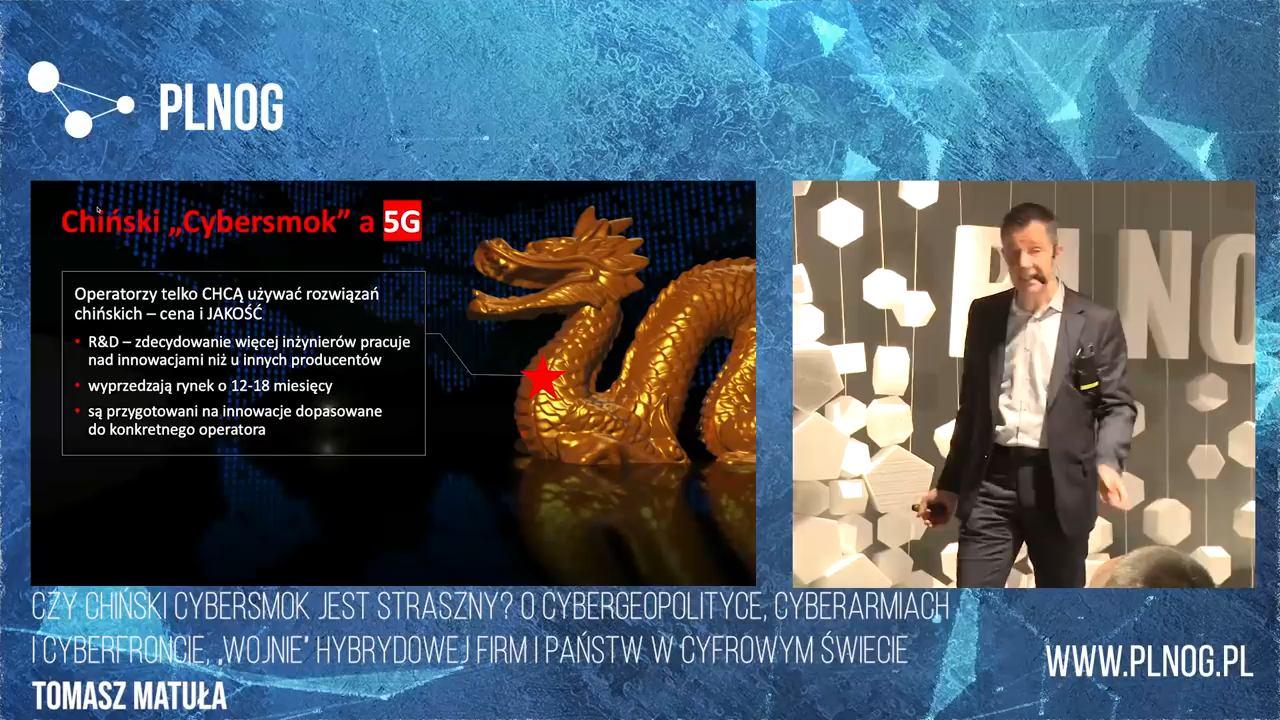 PLNOG
Chiński „Cybersmok” a 5G
Operatorzy telko CHCĄ używać rozwiązań
chińskich – cena i JAKOŚĆ
• R&D – zdecydowanie więcej inżynierów pracuje
nad innowacjami niż u innych producentów
• wyprzedzają rynek o 12-18 miesięcy
• są przygotowani na innowacje dopasowane
do konkretnego operatora
PLNO
CZY CHIŃSKI CYBERSMOK JEST STRASZNY? O CYBERGEOPOLITYCE, CYBERARMIACH
I CYBERFRONCIE, „WOJNIE” HYBRYDOWEJ FIRM I PAŃSTW W CYFROWYM ŚWIECIE
TOMASZ MATUŁA
WWW.PLNOG.PL